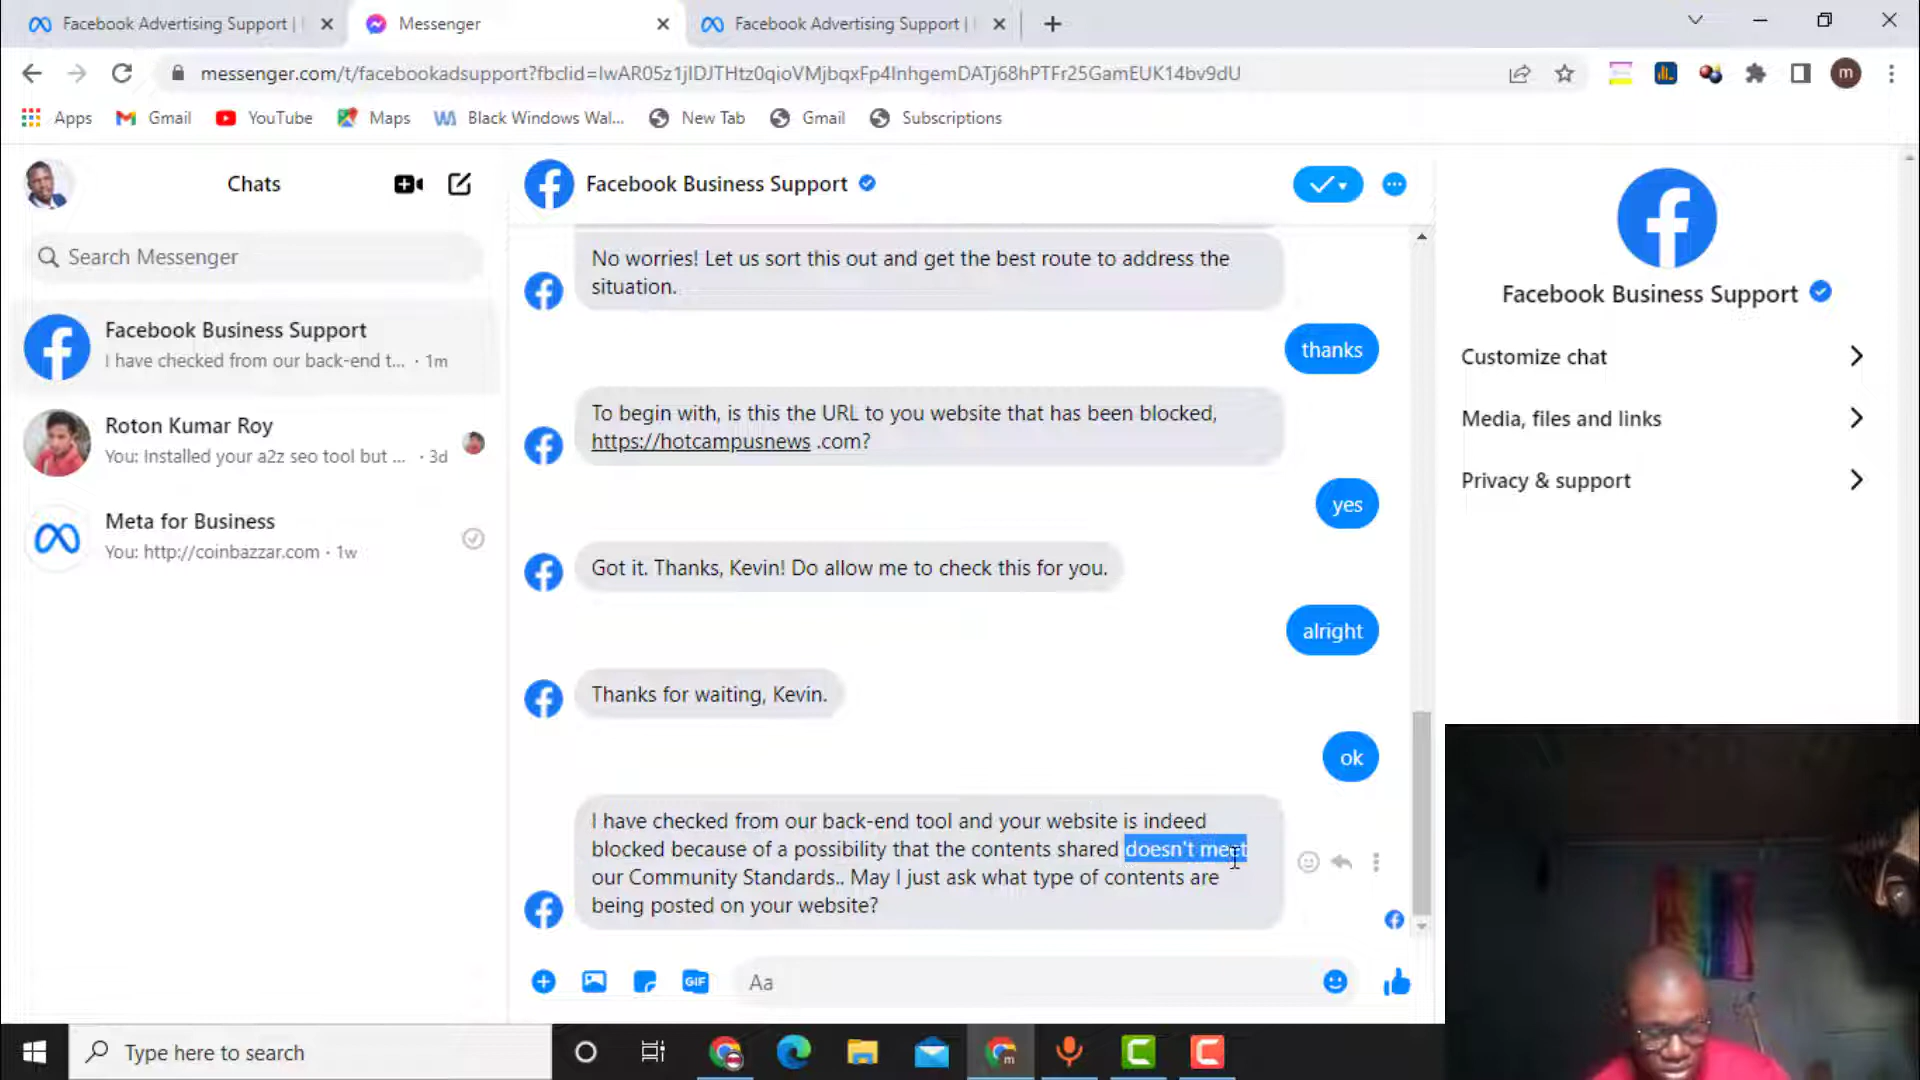 Facebook Advertising Support |
Messenger
Facebook Advertising Support |
messenger.com/t/facebookadsupport?fbclid=IwAR05z1jlDJTHtz0qioVMjbqxFp4InhgemDATj68hPTFr25GamEUK14bv9dU
m
Apps
Gmail
YouTube
Maps
Black Windows Wal...
New Tab
Gmail
Subscriptions
Chats
Search Messenger
Facebook Business Support
I have checked from our back-end t... · 1m
Roton Kumar Roy
You: Installed your a2z seo tool but ... · 3d
Meta for Business
You: http://coinbazzar.com · 1w
Facebook Business Support
No worries! Let us sort this out and get the best route to address the
situation.
thanks
To begin with, is this the URL to you website that has been blocked,
https://hotcampusnews .com?
yes
Got it. Thanks, Kevin! Do allow me to check this for you.
alright
Thanks for waiting, Kevin.
ok
I have checked from our back-end tool and your website is indeed
blocked because of a possibility that the contents shared doesn't meet
our Community Standards.. May I just ask what type of contents are
being posted on your website?
GIF
Aa
Facebook Business Support
Customize chat
Media, files and links
Privacy & support
Type here to search